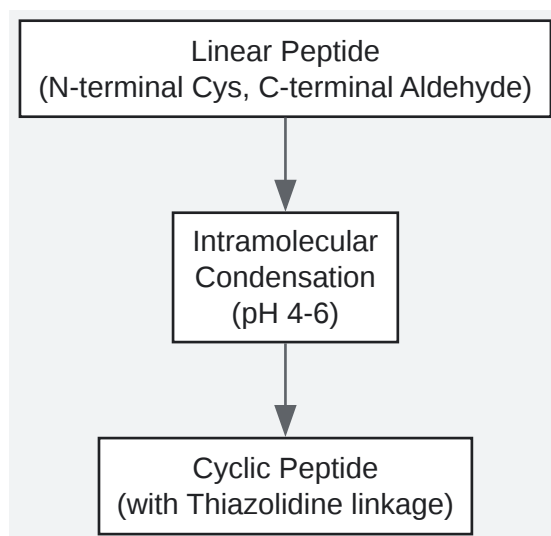 Linear Peptide
(N-terminal Cys, C-terminal Aldehyde)
Intramolecular
Condensation
(pH 4-6)
Cyclic Peptide
(with Thiazolidine linkage)